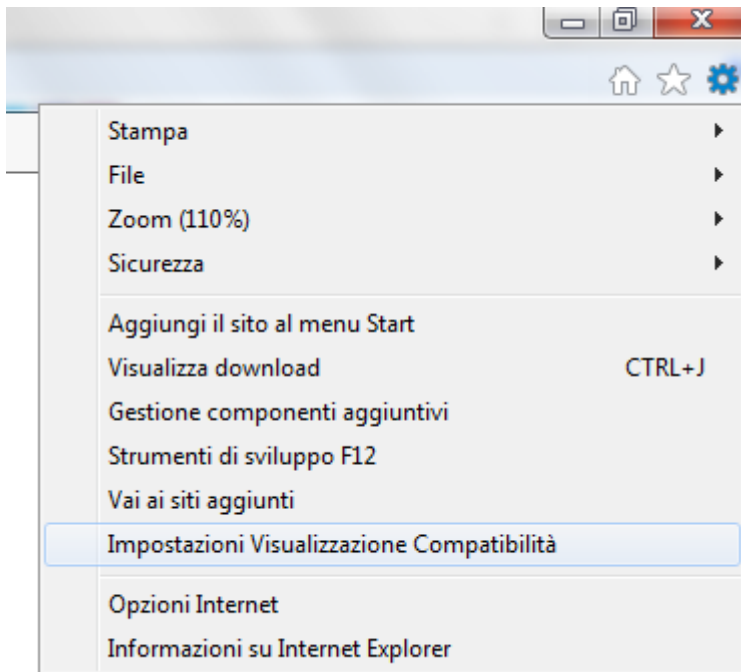 Stampa
File
Zoom (110%)
Sicurezza
Aggiungi il sito al menu Start
Visualizza download CTRL+J
Gestione componenti aggiuntivi
Strumenti di sviluppo F12
Vai ai siti aggiunti
Impostazioni Visualizzazione Compatibilità
Opzioni Internet
Informazioni su Internet Explorer